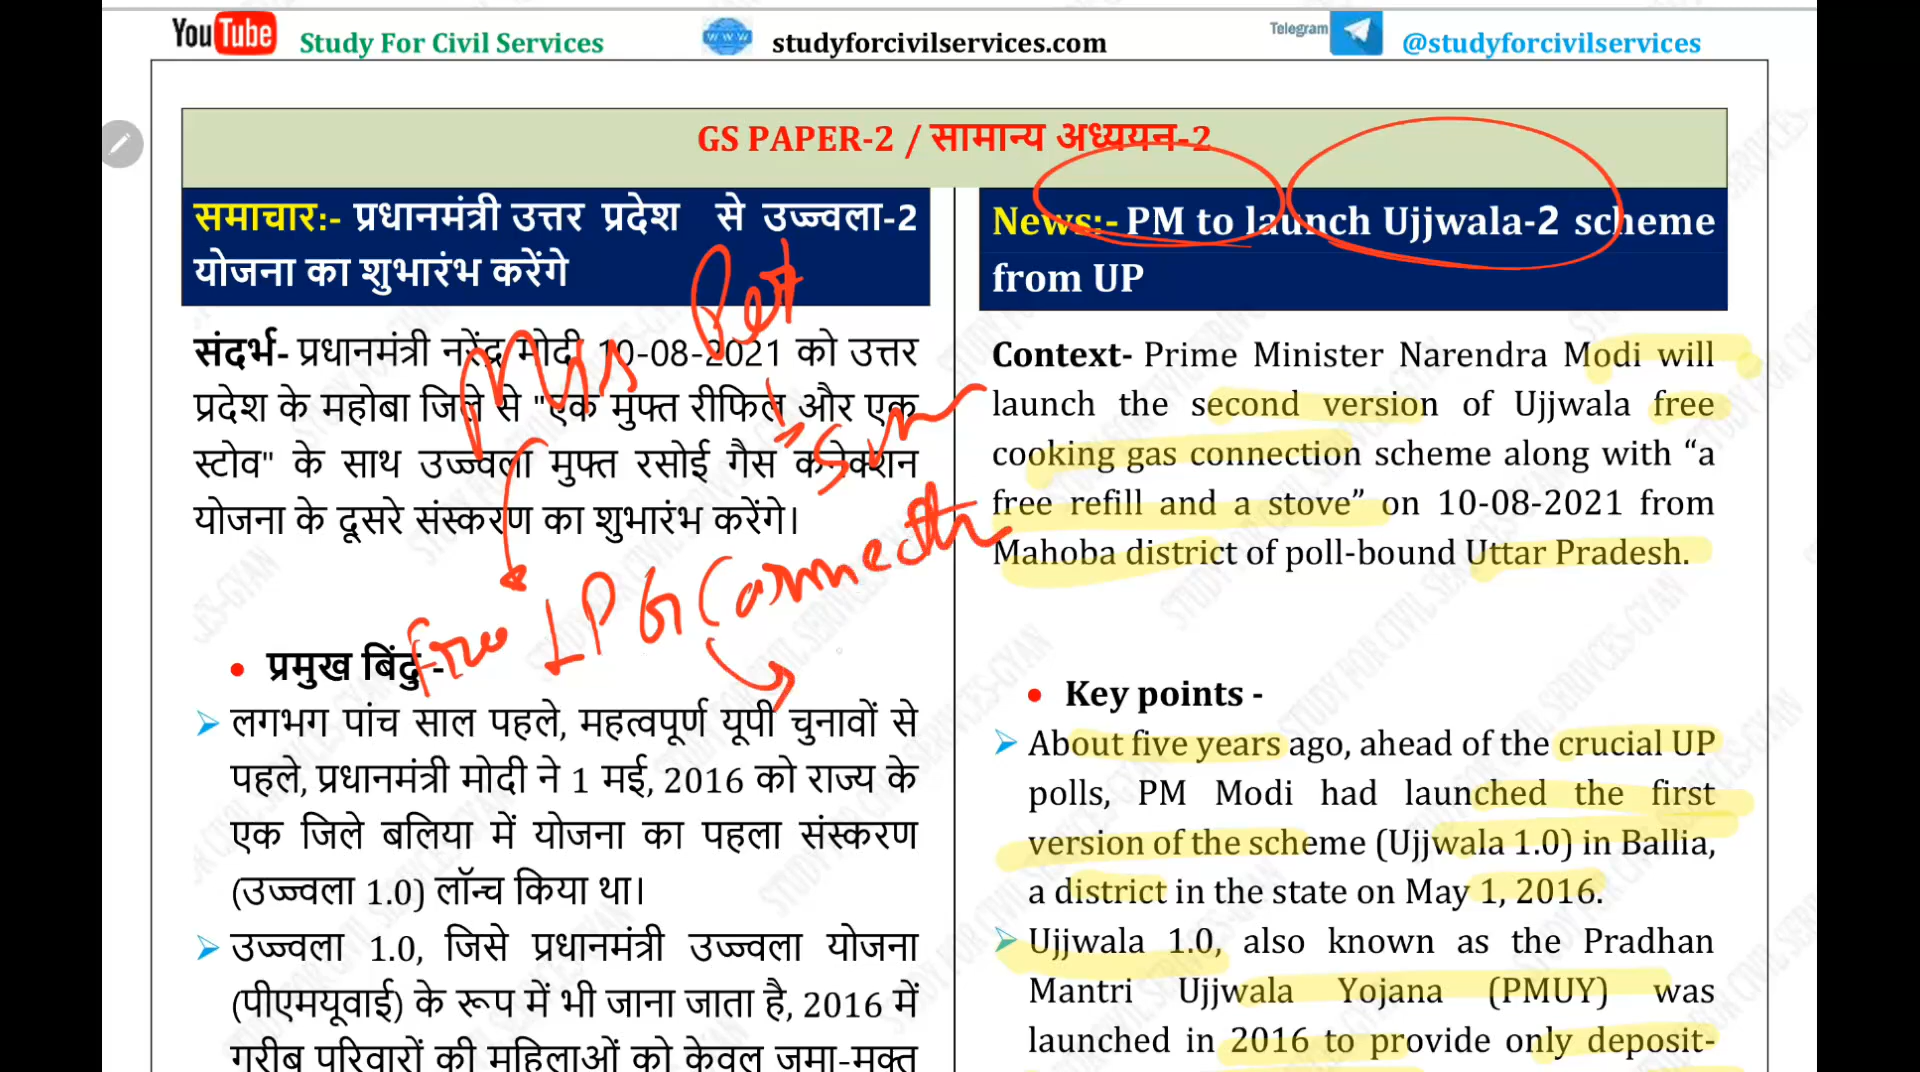 YouTube Study For Civil Services
www studyforcivilservices.com
Telegram @studyforcivilservices
GS PAPER-2 / सामान्य अध्ययन-2
समाचार:- प्रधानमंत्री उत्तर प्रदेश से उज्ज्वला-2
योजना का शुभारंभ करेंगे
संदर्भ- प्रधानमंत्री नरेंद्र मोदी 10-08-2021 को उत्तर
प्रदेश के महोबा जिले से "एक मुफ्त रीफिल और एक
स्टोव" के साथ उज्ज्वला मुफ्त रसोई गैस कनेक्शन
योजना के दूसरे संस्करण का शुभारंभ करेंगे।
free LPG
प्रमुख बिंदु -
लगभग पांच साल पहले, महत्वपूर्ण यूपी चुनावों से
पहले, प्रधानमंत्री मोदी ने 1 मई, 2016 को राज्य के
एक जिले बलिया में योजना का पहला संस्करण
(उज्ज्वला 1.0) लॉन्च किया था।
उज्ज्वला 1.0, जिसे प्रधानमंत्री उज्ज्वला योजना
(पीएमयूवाई) के रूप में भी जाना जाता है, 2016 में
गरीब परिवारों की महिलाओं को केवल जमा-मुक्त
News:- PM to launch Ujjwala-2 scheme
from UP
Context- Prime Minister Narendra Modi will
launch the second version of Ujjwala free
cooking gas connection scheme along with “a
free refill and a stove” on 10-08-2021 from
Mahoba district of poll-bound Uttar Pradesh.
Key points -
About five years ago, ahead of the crucial UP
polls, PM Modi had launched the first
version of the scheme (Ujjwala 1.0) in Ballia,
a district in the state on May 1, 2016.
Ujjwala 1.0, also known as the Pradhan
Mantri Ujjwala Yojana (PMUY) was
launched in 2016 to provide only deposit-